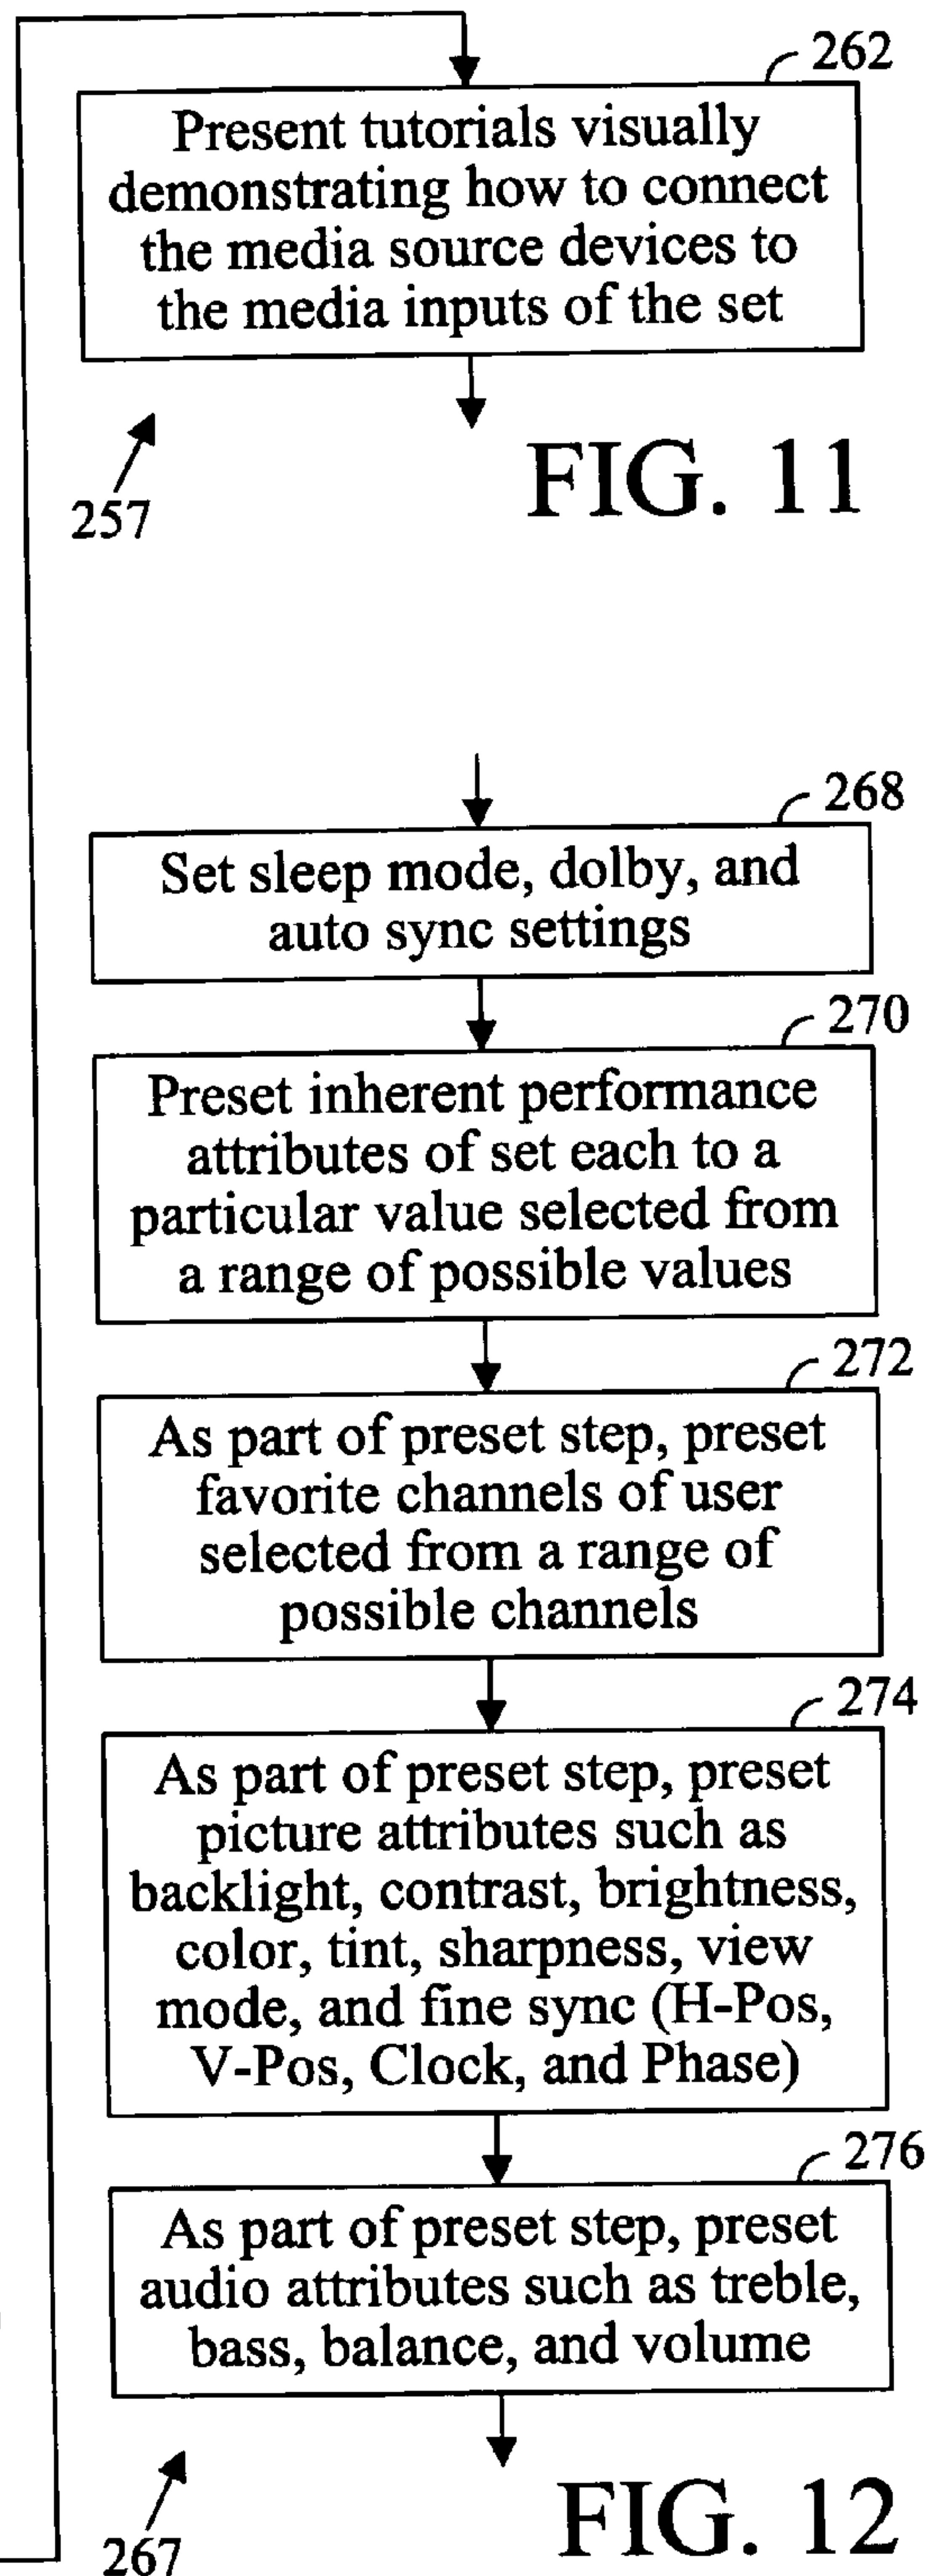 262
Present tutorials visually
demonstrating how to connect
the media source devices to
the media inputs of the set
257
FIG. 11
268
Set sleep mode, dolby, and
auto sync settings
270
Preset inherent performance
attributes of set each to a
particular value selected from
a range of possible values
272
As part of preset step, preset
favorite channels of user
selected from a range of
possible channels
274
As part of preset step, preset
picture attributes such as
backlight, contrast, brightness,
color, tint, sharpness, view
mode, and fine sync (H-Pos,
V-Pos, Clock, and Phase)
276
As part of preset step, preset
audio attributes such as treble,
bass, balance, and volume
267
FIG. 12